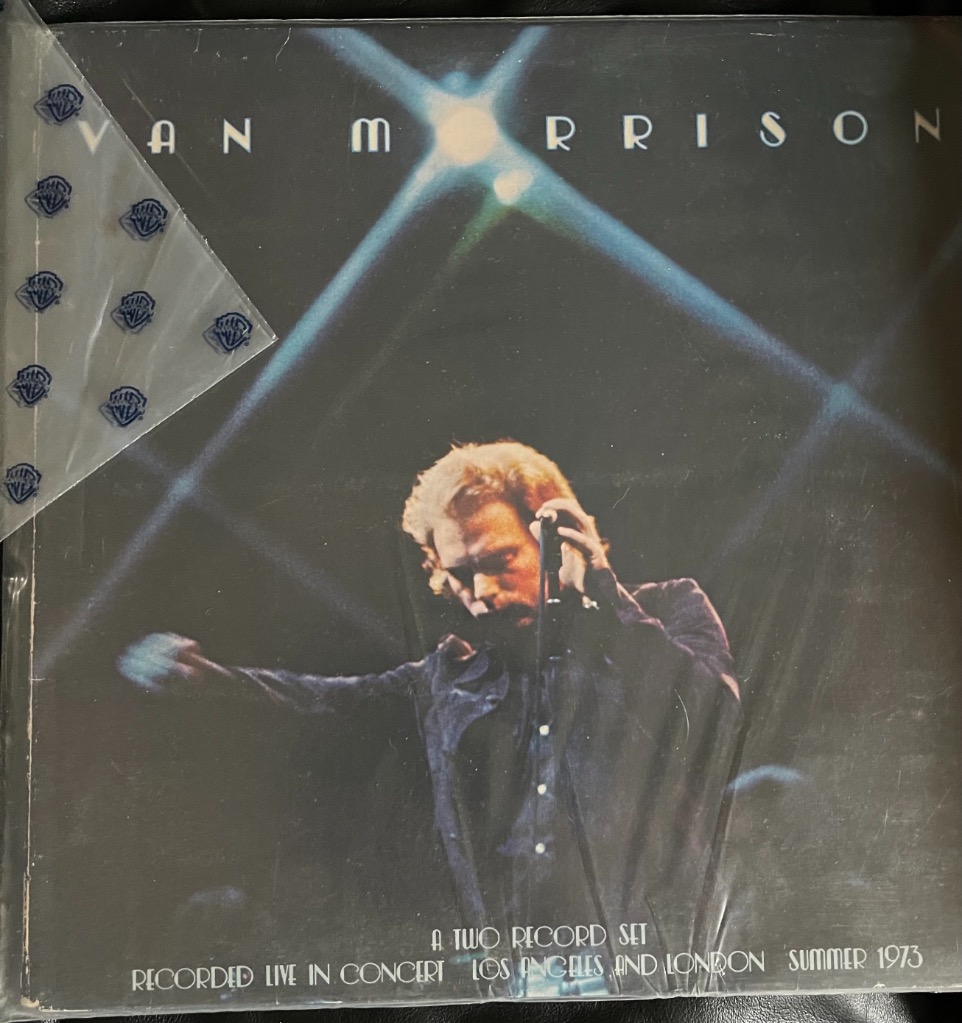 VAN MORRISON
A TWO RECORD SET
RECORDED LIVE IN CONCERT LOS ANGELES AND LONDON SUMMER 1973